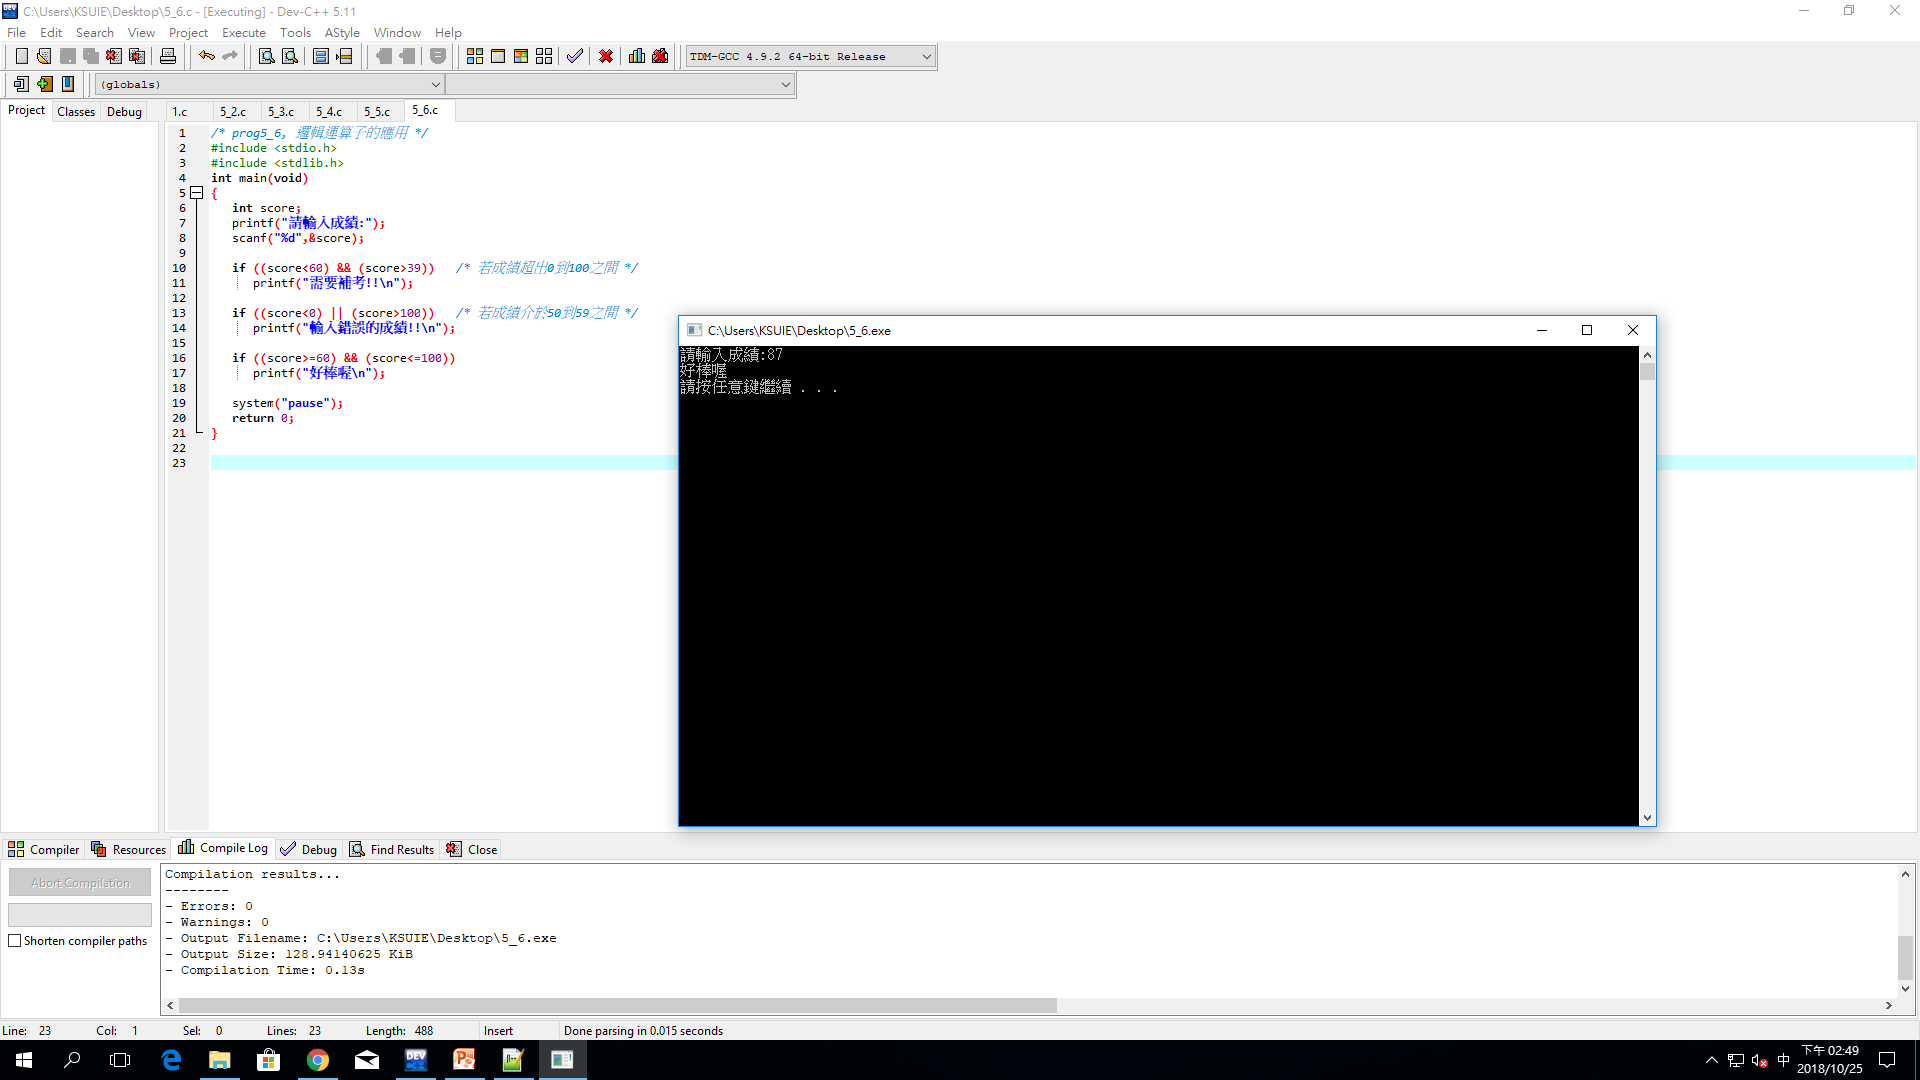 C:\Users\KSUIE\Desktop\5_6.c - [Executing] - Dev-C++ 5.11
File Edit Search View Project Execute Tools AStyle Window Help
TDM-GCC 4.9.2 64-bit Release
(globals)
Project Classes Debug
1.c 5_2.c 5_3.c 5_4.c 5_5.c 5_6.c
1 /* prog5_6, 邏輯運算子的應用 */
2 #include <stdio.h>
3 #include <stdlib.h>
4 int main(void)
5 {
6 int score;
7 printf("請輸入成績:");
8 scanf("%d",&score);
9
10 if ((score<60) && (score>39)) /* 若成績超出0到100之間 */
11 printf("需要補考!!\n");
12
13 if ((score<0) || (score>100)) /* 若成績介於50到59之間 */
14 printf("輸入錯誤的成績!!\n");
15
16 if ((score>=60) && (score<=100))
17 printf("好棒喔\n");
18
19 system("pause");
20 return 0;
21 }
22
23
C:\Users\KSUIE\Desktop\5_6.exe
請輸入成績:87
好棒喔
請按任意鍵繼續 . . .
Compiler Resources Compile Log Debug Find Results Close
Abort Compilation
Shorten compiler paths
Compilation results...
--------
- Errors: 0
- Warnings: 0
- Output Filename: C:\Users\KSUIE\Desktop\5_6.exe
- Output Size: 128.94140625 KiB
- Compilation Time: 0.13s
Line: 23 Col: 1 Sel: 0 Lines: 23 Length: 488 Insert Done parsing in 0.015 seconds
中
下午 02:49
2018/10/25